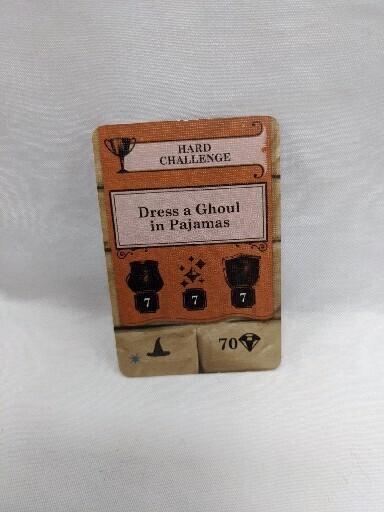 HARD
CHALLENGE
Dress a Ghoul
in Pajamas
7 7 7
70